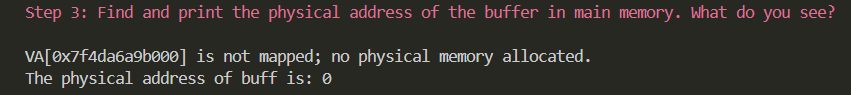 Step 3: Find and print the physical address of the buffer in main memory. What do you see?
VA[0x7f4da6a9b000] is not mapped; no physical memory allocated.
The physical address of buff is: 0